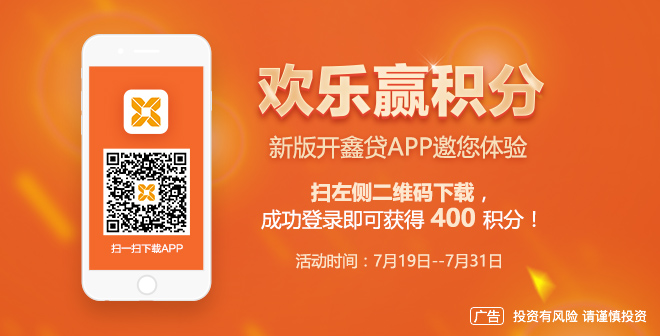 欢乐赢积分
新版开鑫贷APP邀您体验
扫左侧二维码下载，
成功登录即可获得 400 积分！
活动时间：7月19日--7月31日
扫一扫下载APP
广告 投资有风险 请谨慎投资